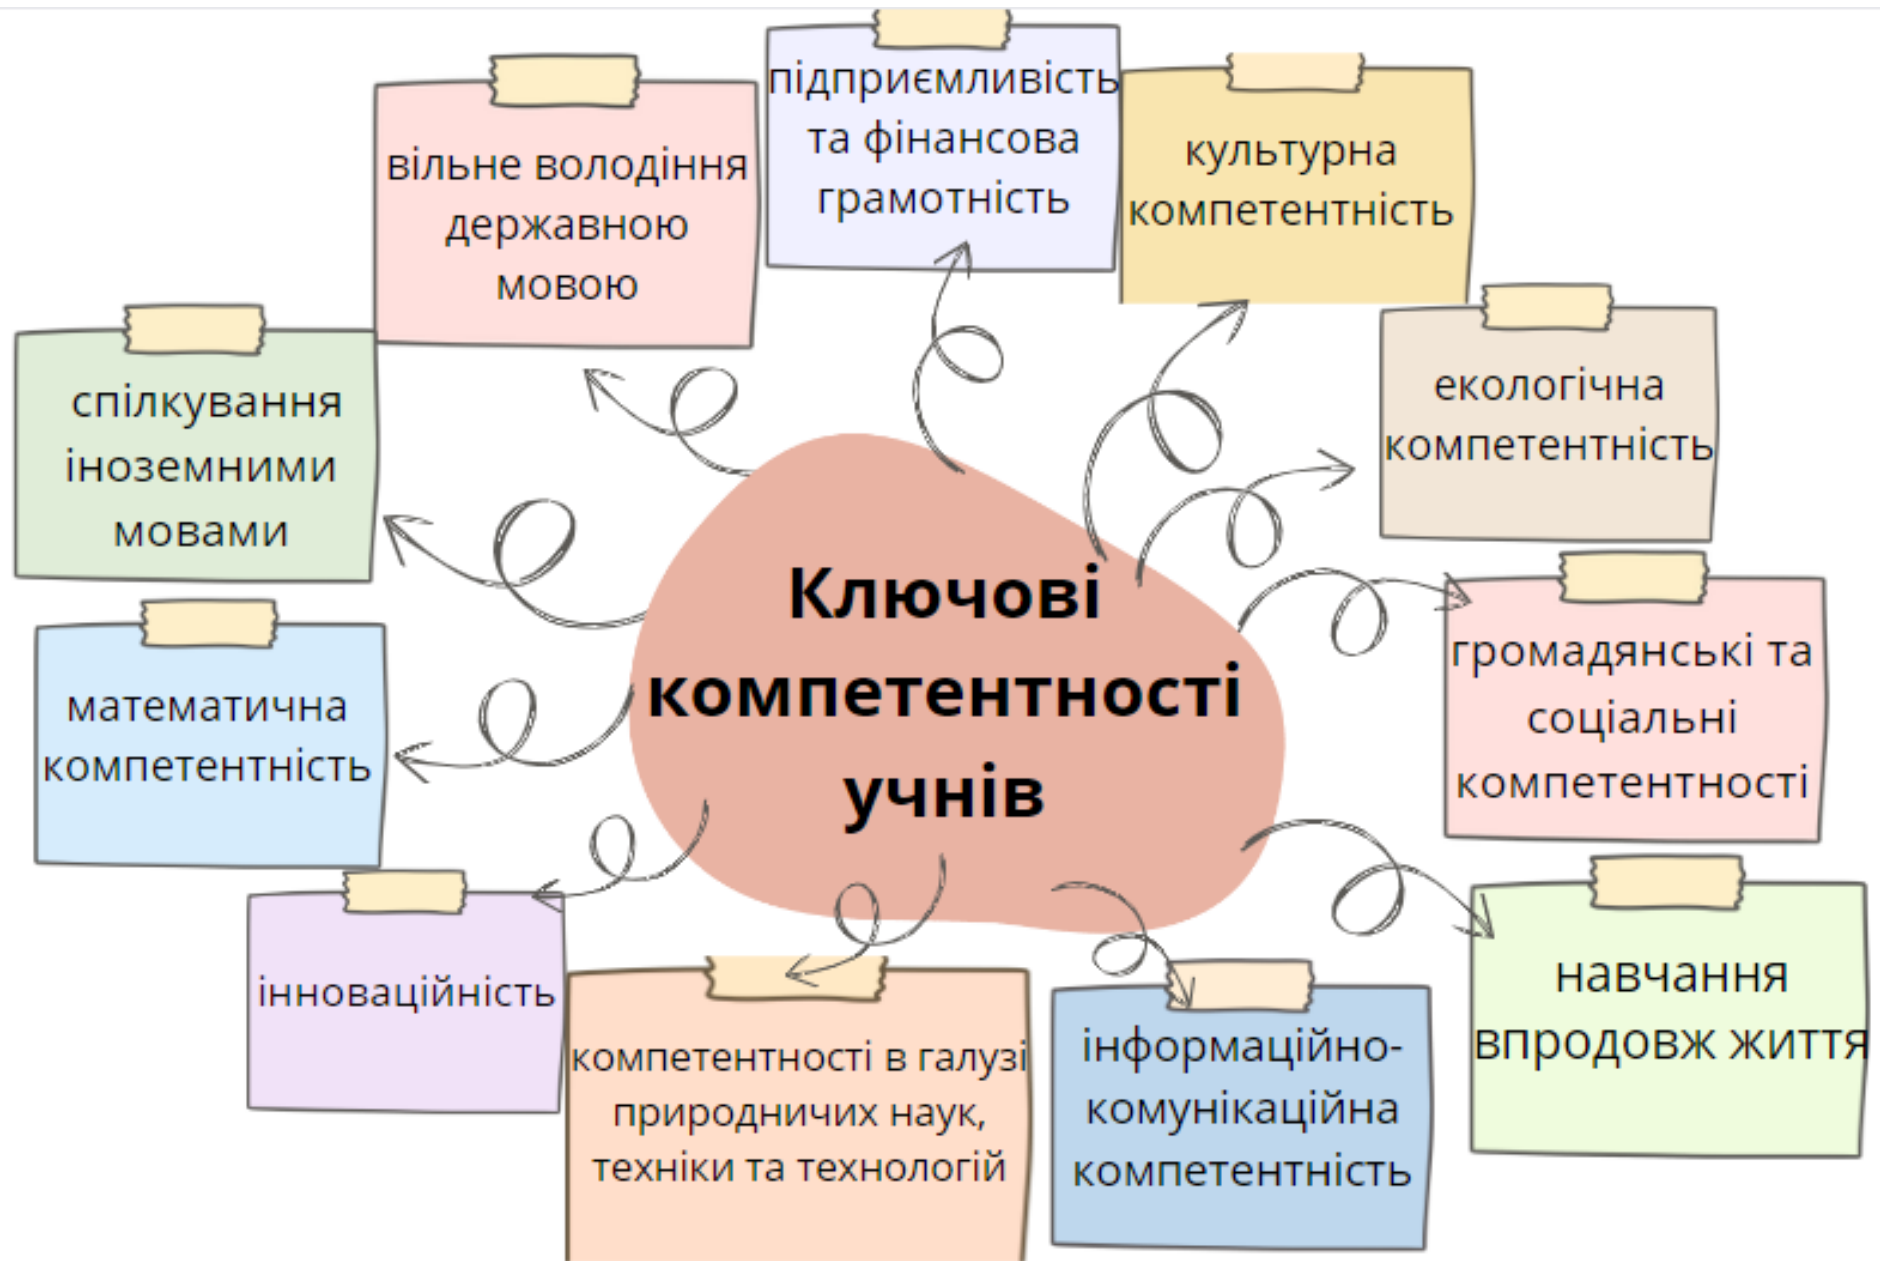 підприємливість
та фінансова
грамотність
культурна
компетентність
вільне володіння
державною
мовою
екологічна
компетентність
спілкування
іноземними
мовами
Ключові
компетентності
учнів
громадянські та
соціальні
компетентності
математична
компетентність
інноваційність
компетентності в галузі
природничих наук,
техніки та технологій
інформаційно-
комунікаційна
компетентність
навчання
впродовж життя